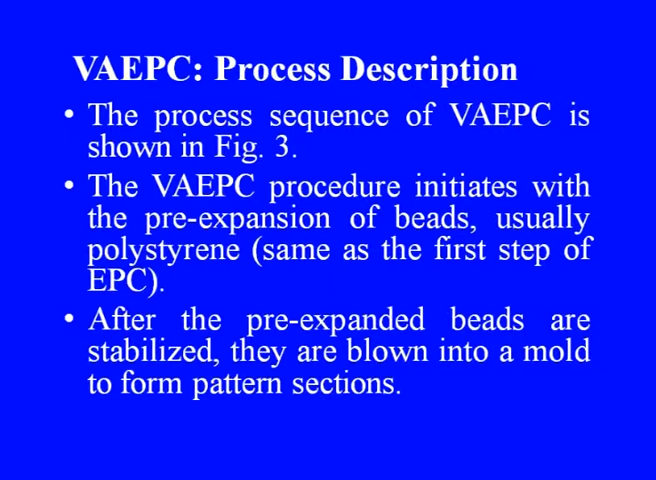 VAEPC: Process Description
• The process sequence of VAEPC is
shown in Fig. 3.
• The VAEPC procedure initiates with
the pre-expansion of beads, usually
polystyrene (same as the first step of
EPC).
• After the pre-expanded beads are
stabilized, they are blown into a mold
to form pattern sections.